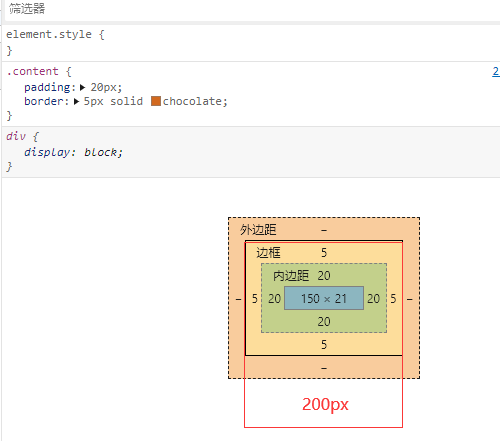 筛选器
element.style {
}
.content { 2
padding: 20px;
border: 5px solid chocolate;
}
div {
display: block;
}
外边距 –
边框 5
内边距 20
– 5 20 150 × 21 20 5 –
20
5
–
200px